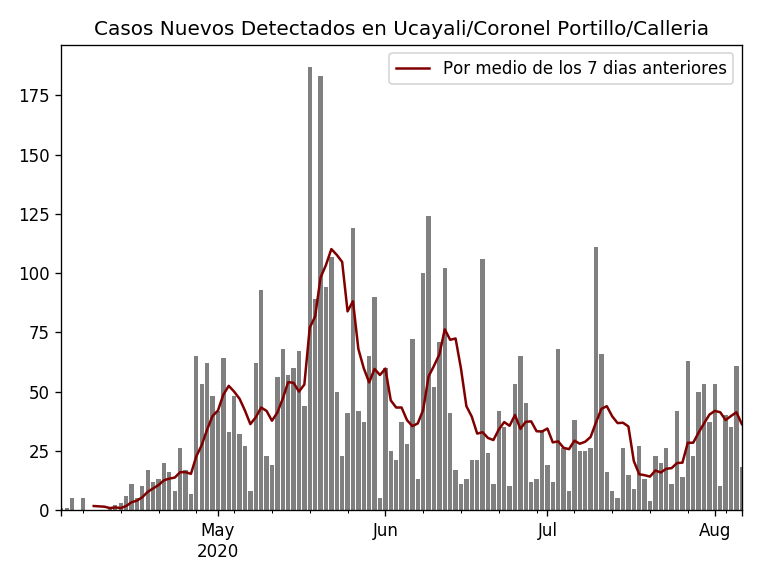 Casos Nuevos Detectados en Ucayali/Coronel Portillo/Calleria
Por medio de los 7 dias anteriores
175
150
125
100
75
50
25
0
May
2020
Jun
Jul
Aug